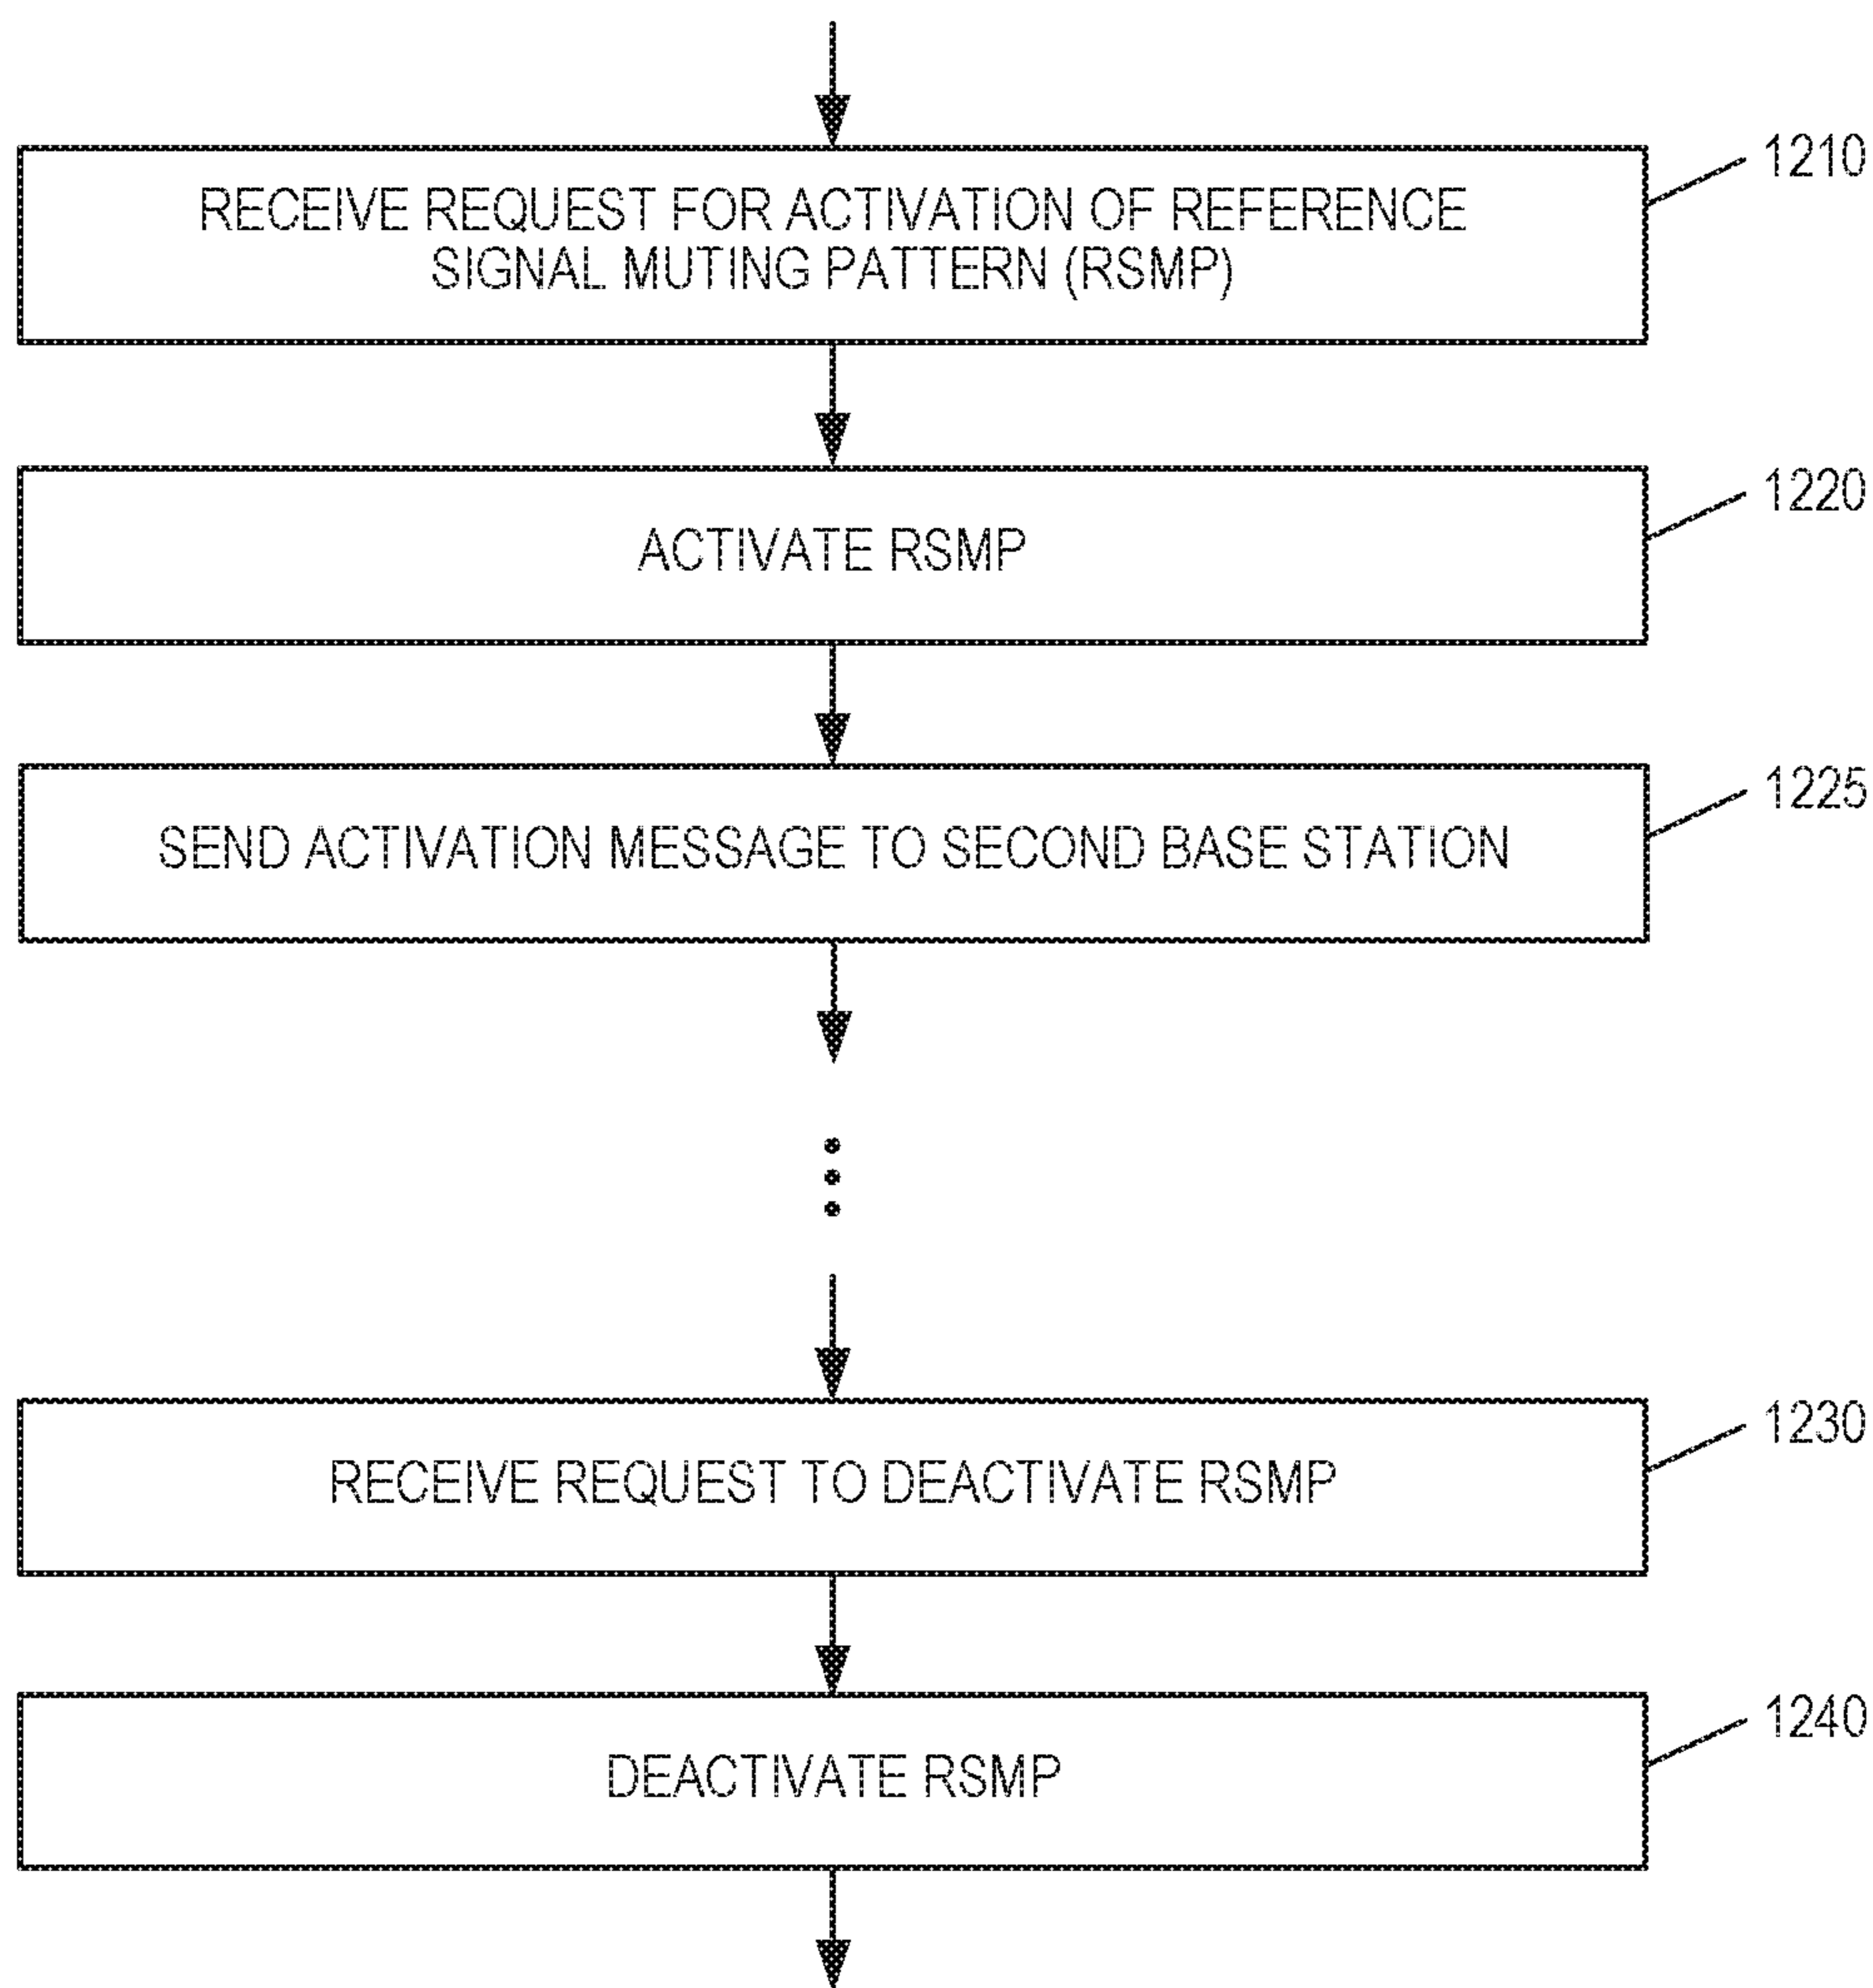 1210
RECEIVE REQUEST FOR ACTIVATION OF REFERENCE
SIGNAL MUTING PATTERN (RSMP)
1220
ACTIVATE RSMP
1225
SEND ACTIVATION MESSAGE TO SECOND BASE STATION
1230
RECEIVE REQUEST TO DEACTIVATE RSMP
1240
DEACTIVATE RSMP